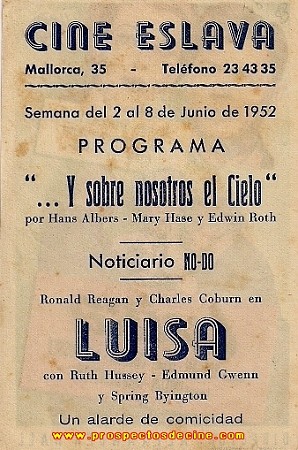 CINE ESLAVA
Mallorca, 35 - Teléfono 23 43 35
Semana del 2 al 8 de Junio de 1952
PROGRAMA
"... Y sobre nosotros el Cielo"
por Hans Albers - Mary Hase y Edwin Roth
Noticiario NO-DO
Ronald Reagan y Charles Coburn en
LUISA
con Ruth Hussey - Edmund Gwenn
y Spring Byington
Un alarde de comicidad
www.prospectosdecine.com